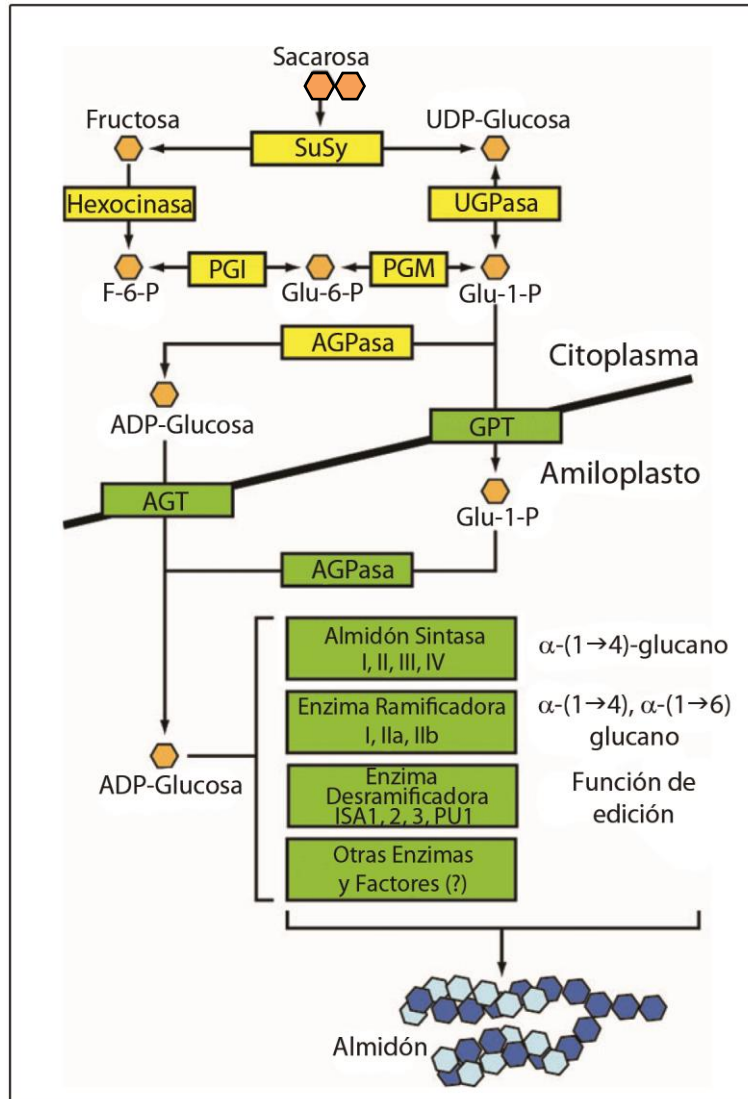 Sacarosa
Fructosa
UDP-Glucosa
SuSy
Hexocinasa
UGPasa
PGI
PGM
F-6-P
Glu-6-P
Glu-1-P
AGPasa
Citoplasma
ADP-Glucosa
GPT
Amiloplasto
AGT
Glu-1-P
AGPasa
Almidón Sintasa
I, II, III, IV
α-(1→4)-glucano
Enzima Ramificadora
I, IIa, IIb
α-(1→4), α-(1→6)
glucano
ADP-Glucosa
Enzima
Desramificadora
ISA1, 2, 3, PU1
Función de
edición
Otras Enzimas
y Factores (?)
Almidón